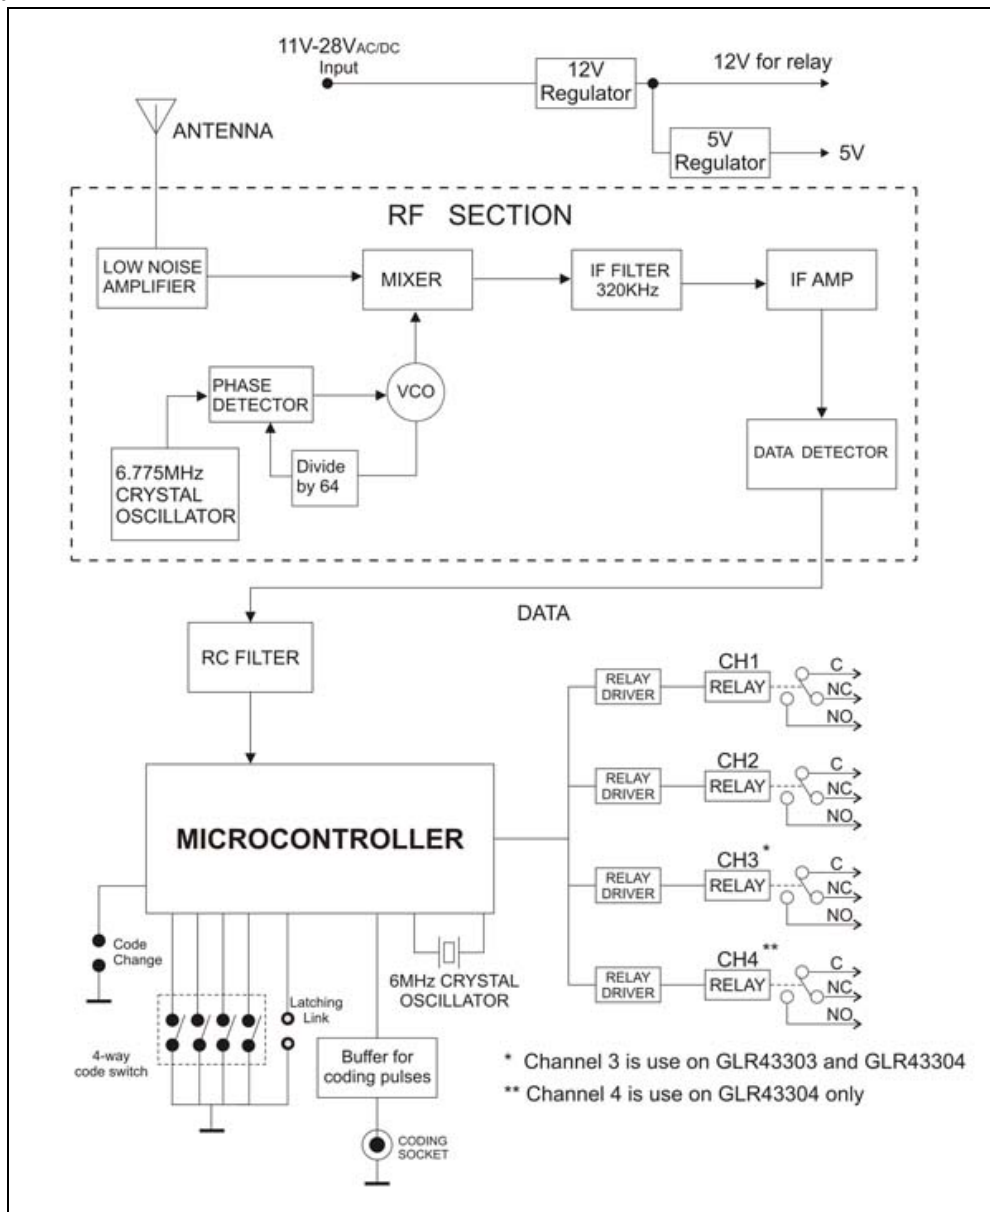 11V-28VAC/DC
Input
12V
Regulator
12V for relay
5V
Regulator
5V
ANTENNA
RF SECTION
LOW NOISE
AMPLIFIER
MIXER
IF FILTER
320KHz
IF AMP
PHASE
DETECTOR
VCO
Divide
by 64
6.775MHz
CRYSTAL
OSCILLATOR
DATA DETECTOR
DATA
RC FILTER
MICROCONTROLLER
RELAY
DRIVER
CH1
RELAY
C
NC
NO
RELAY
DRIVER
CH2
RELAY
C
NC
NO
RELAY
DRIVER
CH3 *
RELAY
C
NC
NO
RELAY
DRIVER
CH4 **
RELAY
C
NC
NO
Code
Change
4-way
code switch
Latching
Link
6MHz CRYSTAL
OSCILLATOR
Buffer for
coding pulses
CODING
SOCKET
* Channel 3 is use on GLR43303 and GLR43304
** Channel 4 is use on GLR43304 only